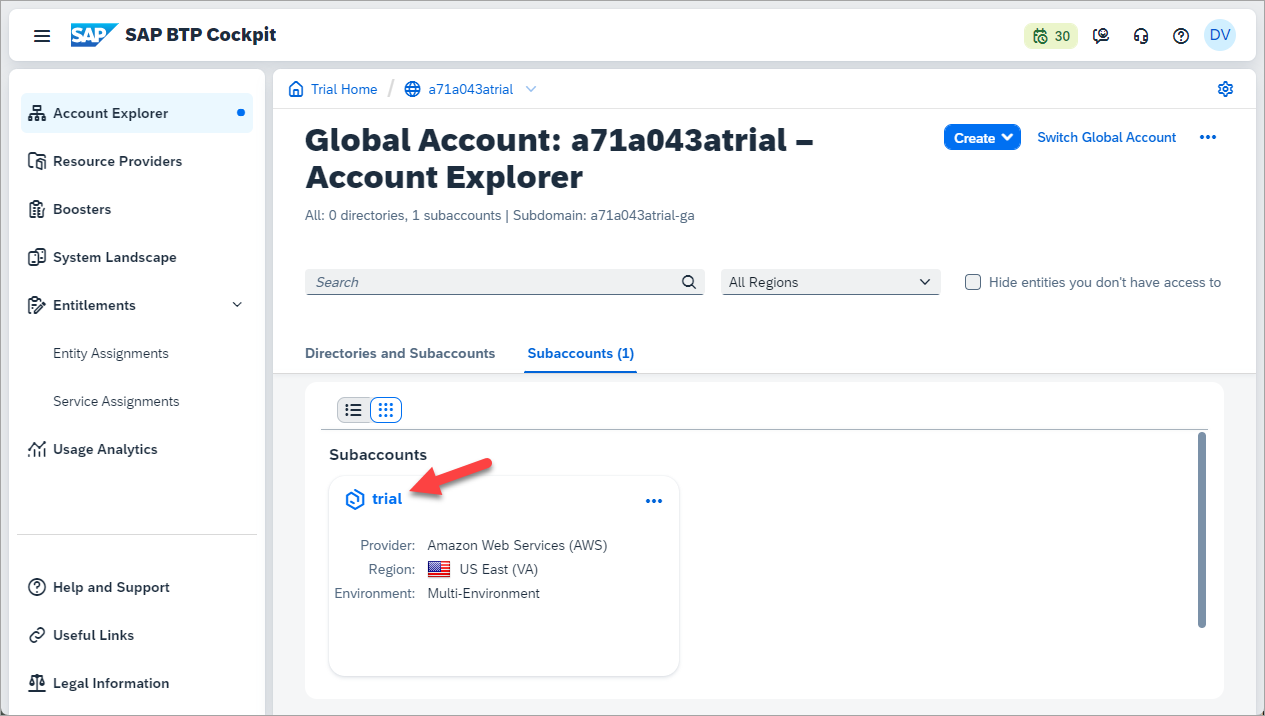 SAP SAP BTP Cockpit
30
DV
Account Explorer
Resource Providers
Boosters
System Landscape
Entitlements
Entity Assignments
Service Assignments
Usage Analytics
Help and Support
Useful Links
Legal Information
Trial Home / a71a043atrial
Global Account: a71a043atrial –
Account Explorer
All: 0 directories, 1 subaccounts | Subdomain: a71a043atrial-ga
Create
Switch Global Account
Search
All Regions
Hide entities you don't have access to
Directories and Subaccounts
Subaccounts (1)
Subaccounts
trial
Provider: Amazon Web Services (AWS)
Region: US East (VA)
Environment: Multi-Environment